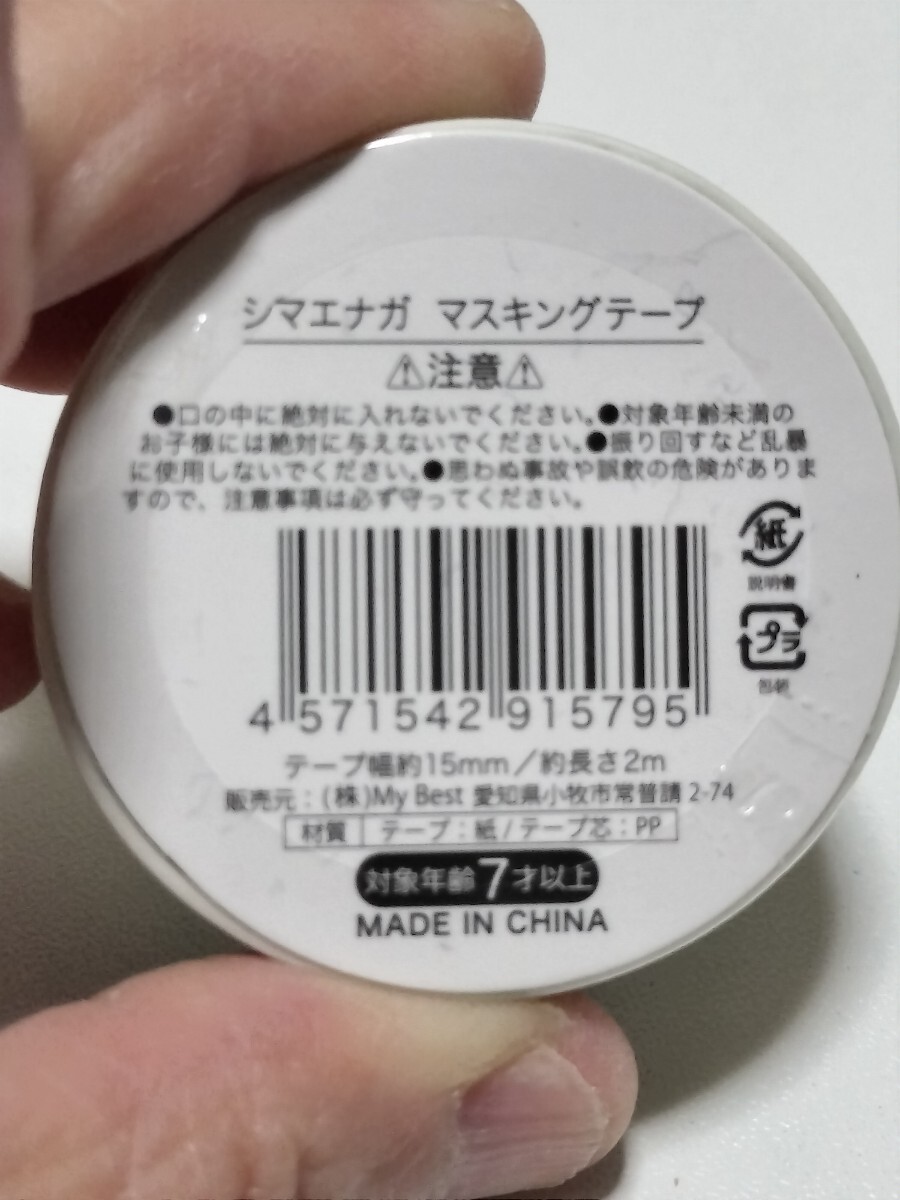 シマエナガ マスキングテープ
⚠注意⚠
●口の中に絶対に入れないでください。●対象年齢未満の
お子様には絶対に与えないでください。●振り回すなど乱暴
に使用しないでください。●思わぬ事故や誤飲の危険がありま
すので、注意事項は必ず守ってください。
紙
説明書
プラ
包装
4 571542 915795
テープ幅約15mm／約長さ2m
販売元：(株)My Best 愛知県小牧市常普請2-74
材質 テープ：紙/テープ芯：PP
対象年齢7才以上
MADE IN CHINA